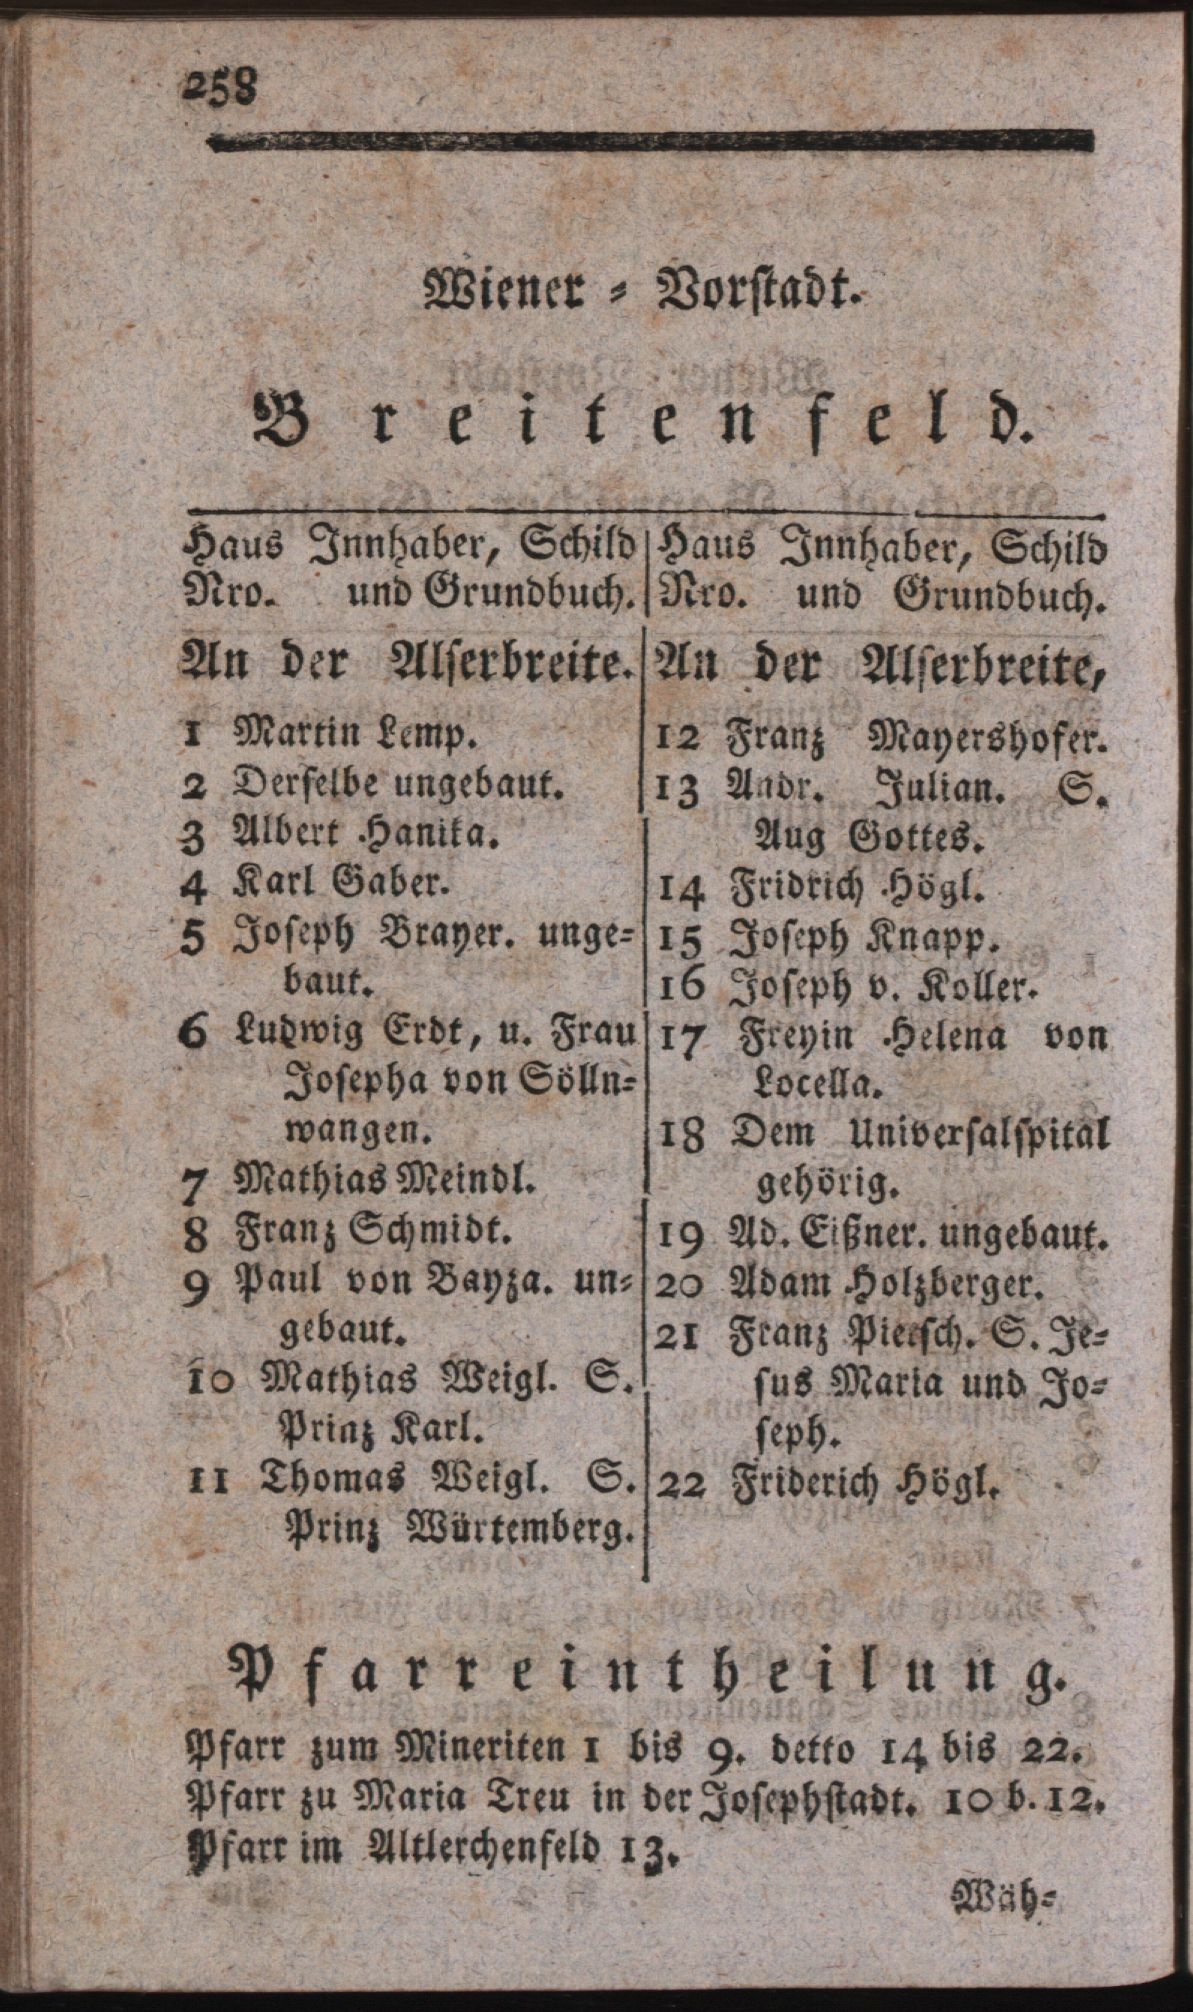 258
Wiener - Vorstadt.
Breitenfeld.
Haus Innhaber, Schild
Nro. und Grundbuch.
An der Alserbreite.
1 Martin Lemp.
2 Derselbe ungebaut.
3 Albert Hanika.
4 Karl Gaber.
5 Joseph Brayer. unge-
baut.
6 Ludwig Erdt, u. Frau
Josepha von Sölln-
wangen.
7 Mathias Meindl.
8 Franz Schmidt.
9 Paul von Bayza. un-
gebaut.
10 Mathias Weigl. S.
Prinz Karl.
11 Thomas Weigl. S.
Prinz Würtemberg.
Haus Innhaber, Schild
Nro. und Grundbuch.
An der Alserbreite,
12 Franz Mayershofer.
13 Andr. Julian. S.
Aug Gottes.
14 Fridrich Högl.
15 Joseph Knapp.
16 Joseph v. Koller.
17 Freyin Helena von
Locella.
18 Dem Universalspital
gehörig.
19 Ad. Eißner. ungebaut.
20 Adam Holzberger.
21 Franz Pietsch. S. Je-
sus Maria und Jo-
seph.
22 Friderich Högl.
Pfarreintheilung.
Pfarr zum Mineriten 1 bis 9. detto 14 bis 22.
Pfarr zu Maria Treu in der Josephstadt. 10 b. 12.
Pfarr im Altlerchenfeld 13.
Wäh-